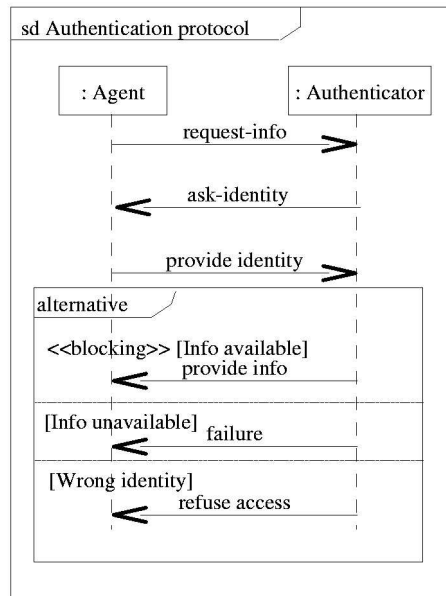 sd Authentication protocol
: Agent
: Authenticator
request-info
ask-identity
provide identity
alternative
<<blocking>> [Info available]
provide info
[Info unavailable]
failure
[Wrong identity]
refuse access